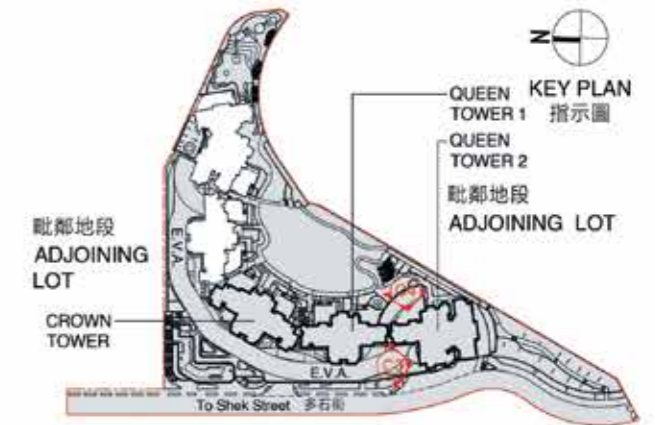 N
KEY PLAN
指示圖
QUEEN
TOWER 1
QUEEN
TOWER 2
毗鄰地段
ADJOINING LOT
毗鄰地段
ADJOINING
LOT
E.V.A.
CROWN
TOWER
E.V.A.
To Shek Street 多石街